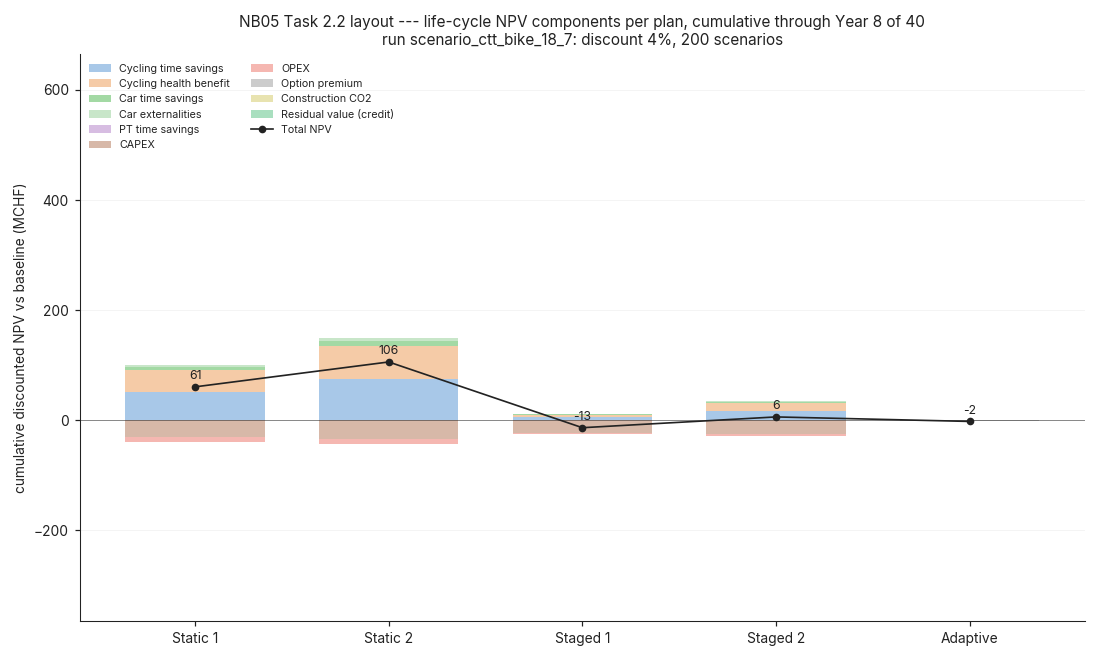 NB05 Task 2.2 layout --- life-cycle NPV components per plan, cumulative through Year 8 of 40
run scenario_ctt_bike_18_7: discount 4%, 200 scenarios
Cycling time savings
Cycling health benefit
Car time savings
Car externalities
PT time savings
CAPEX
OPEX
Option premium
Construction CO2
Residual value (credit)
Total NPV
cumulative discounted NPV vs baseline (MCHF)
600
400
200
0
−200
61
106
-13
6
-2
Static 1
Static 2
Staged 1
Staged 2
Adaptive